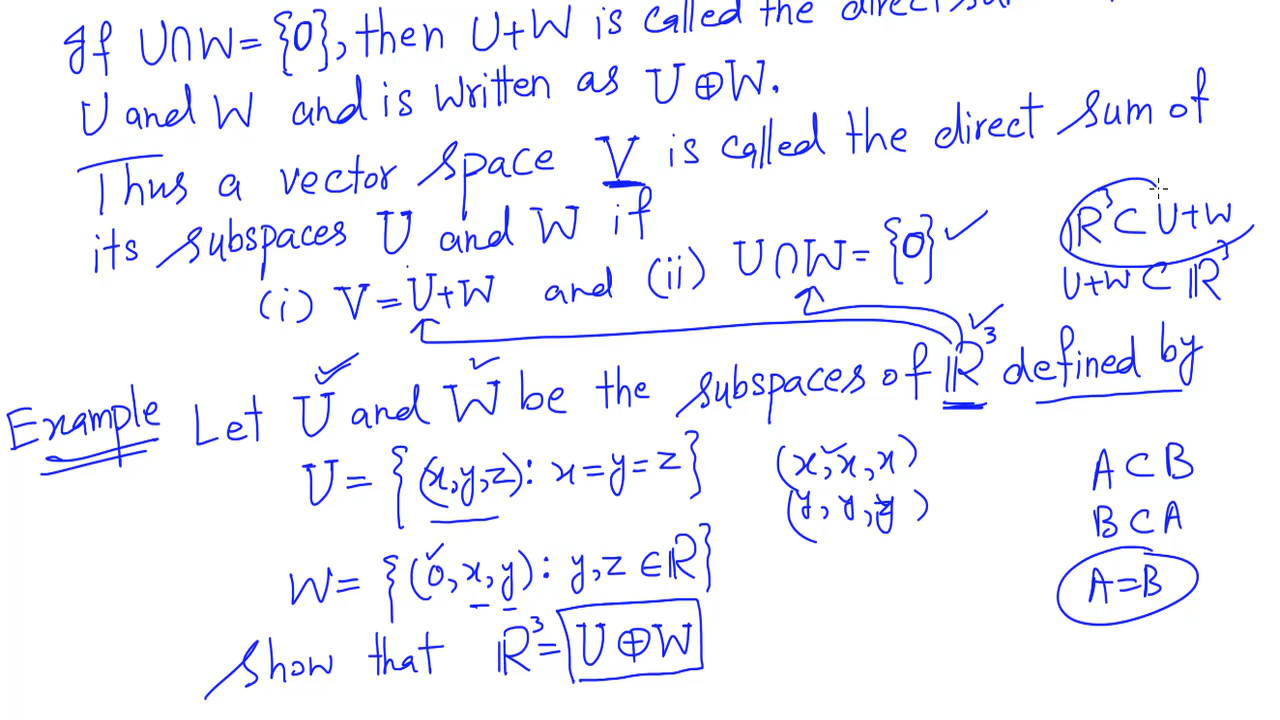 If U∩W={0}, then U+W is called the direct
U and W and is written as U⊕W.
Thus a vector space V is called the direct sum of
its subspaces U and W if
(i) V=U+W and (ii) U∩W={0} ✓
R³⊂U+W
U+W⊂R³
Example Let U and W be the subspaces of R³ defined by
U={(x,y,z): x=y=z} (x,x,x)
(y,y,y)
W={(0,x,y): y,z∈R}
A⊂B
B⊂A
A=B
Show that R³=U⊕W